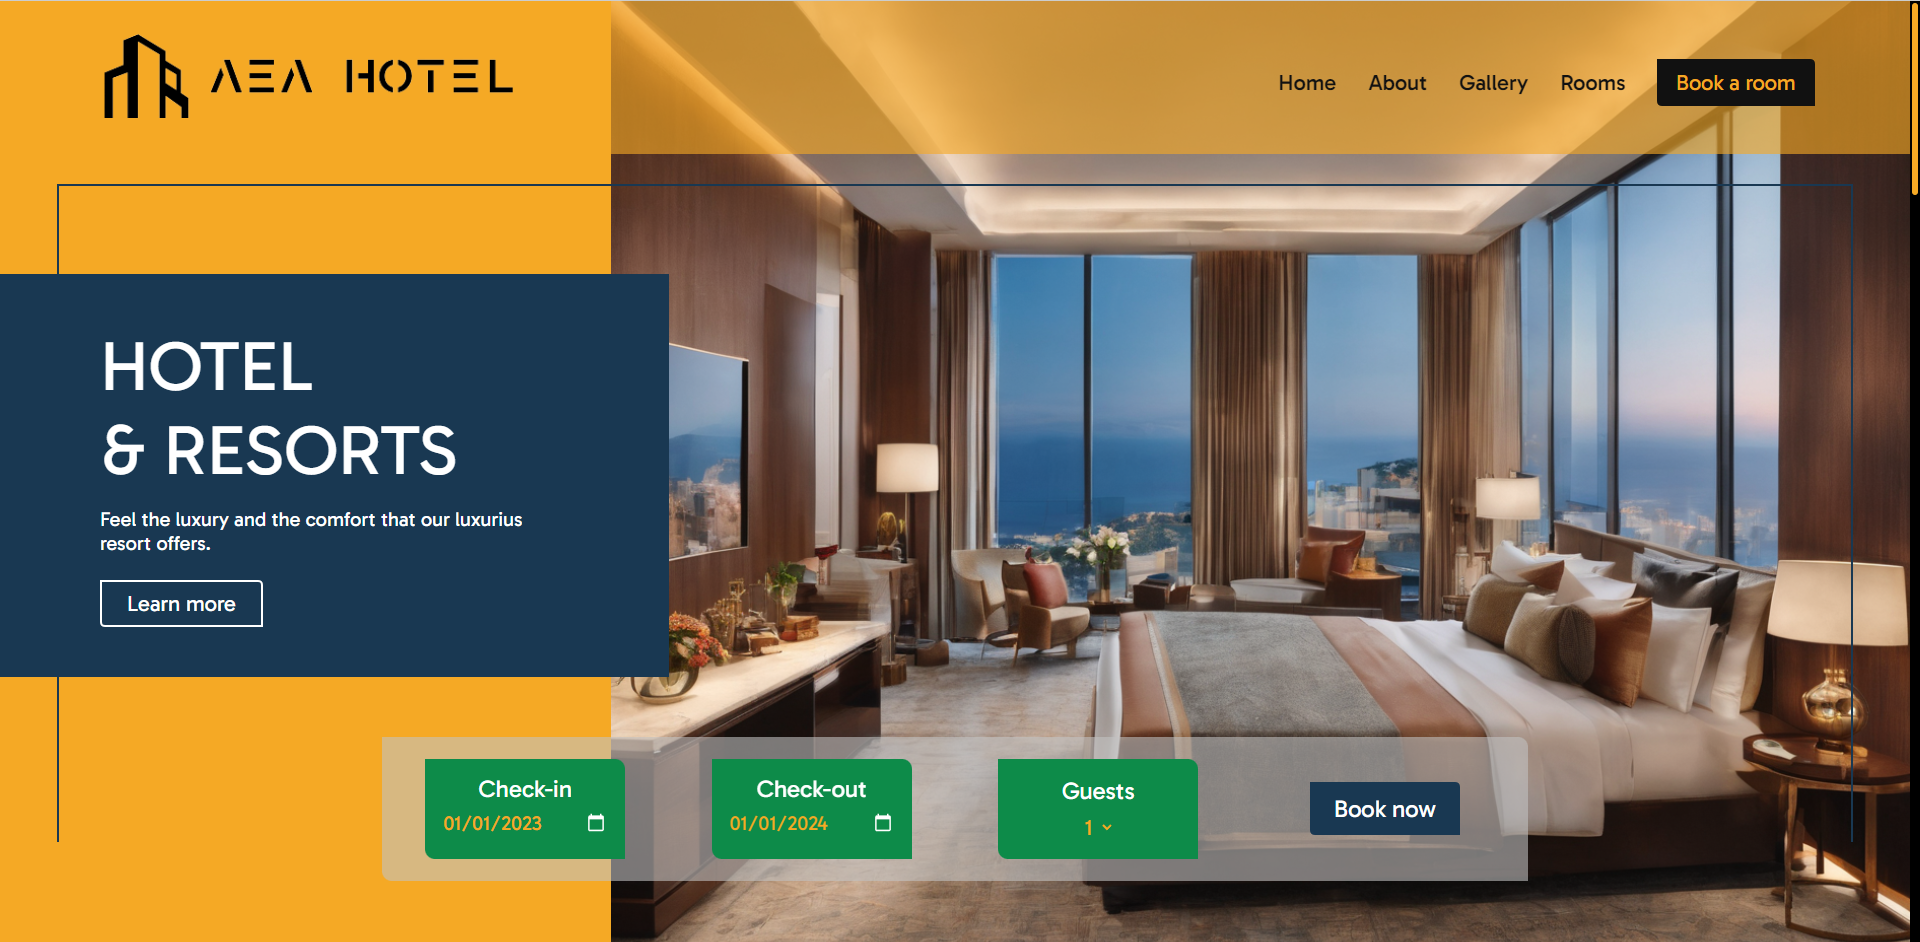 AEA HOTEL
Home About Gallery Rooms Book a room
HOTEL
& RESORTS
Feel the luxury and the comfort that our luxurius
resort offers.
Learn more
Check-in Check-out Guests
01/01/2023 01/01/2024 1
Book now